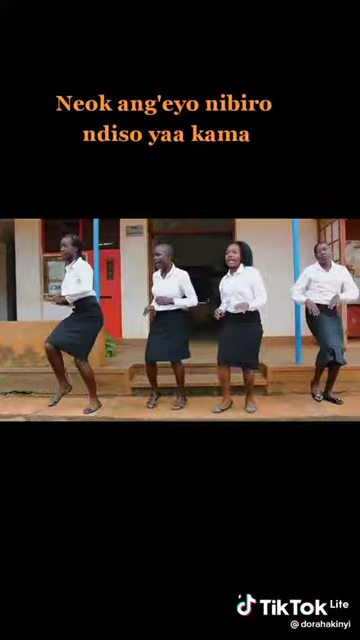 Neok ang'eyo nibiro
ndiso yaa kama
TikTok Lite
@ dorahakinyi